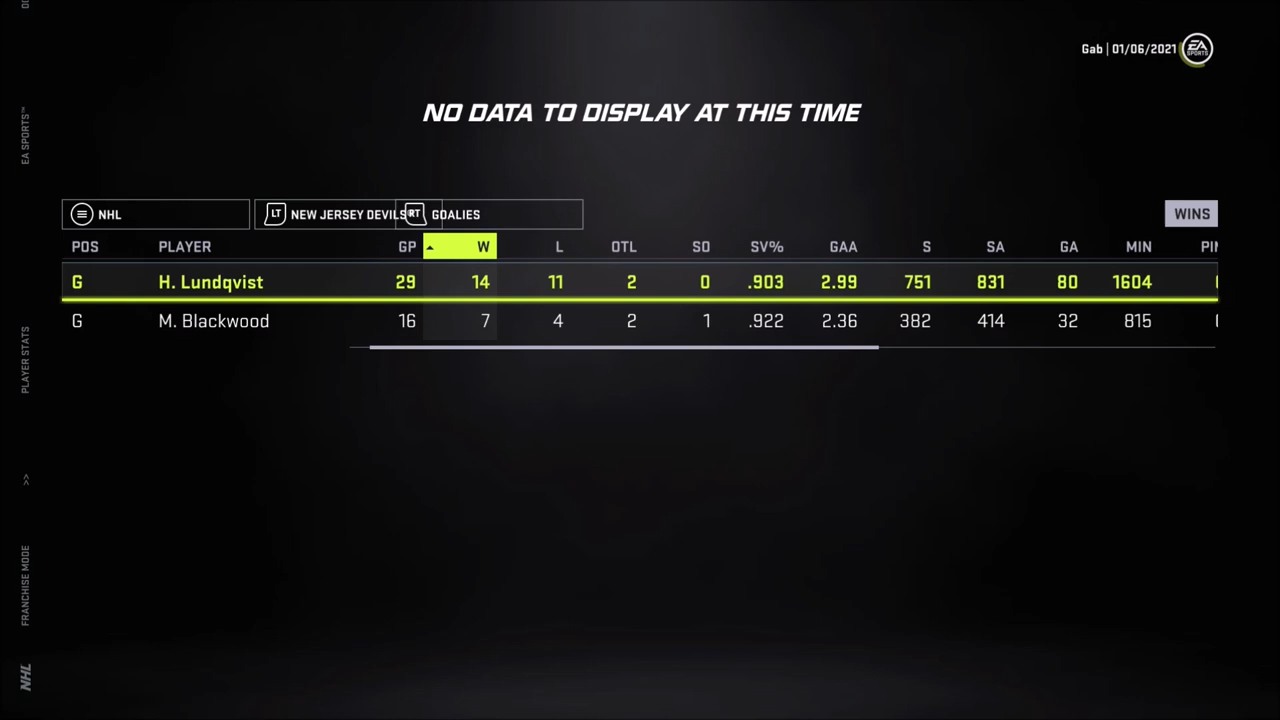 Gab | 01/06/2021
EA SPORTS
NO DATA TO DISPLAY AT THIS TIME
NHL LT NEW JERSEY DEVILS RT GOALIES WINS
POS PLAYER GP W L OTL SO SV% GAA S SA GA MIN
G H. Lundqvist 29 14 11 2 0 .903 2.99 751 831 80 1604
G M. Blackwood 16 7 4 2 1 .922 2.36 382 414 32 815
NHL FRANCHISE MODE >> PLAYER STATS EA SPORTS™